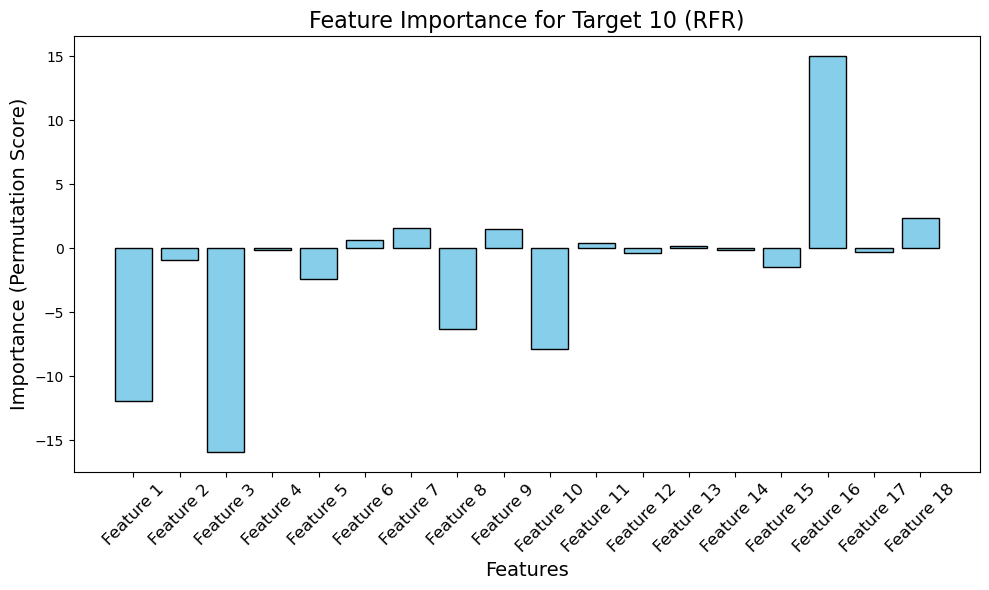 Feature Importance for Target 10 (RFR)
Importance (Permutation Score)
15
10
5
0
−5
−10
−15
Feature 1
Feature 2
Feature 3
Feature 4
Feature 5
Feature 6
Feature 7
Feature 8
Feature 9
Feature 10
Feature 11
Feature 12
Feature 13
Feature 14
Feature 15
Feature 16
Feature 17
Feature 18
Features